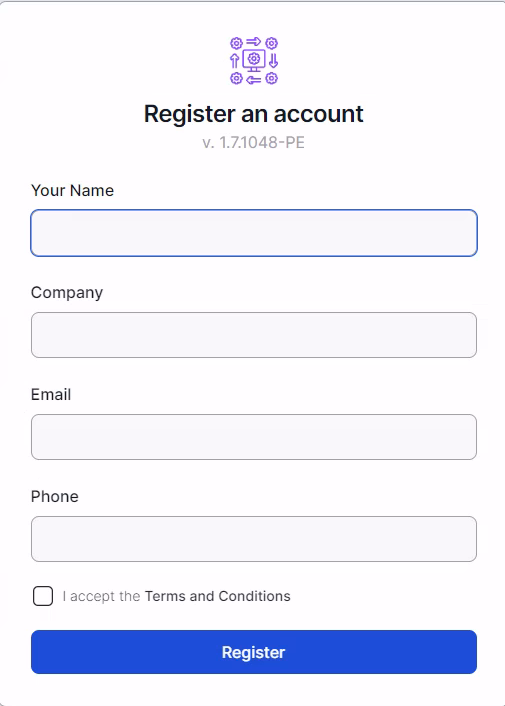 Register an account
v. 1.7.1048-PE
Your Name
Company
Email
Phone
I accept the Terms and Conditions
Register